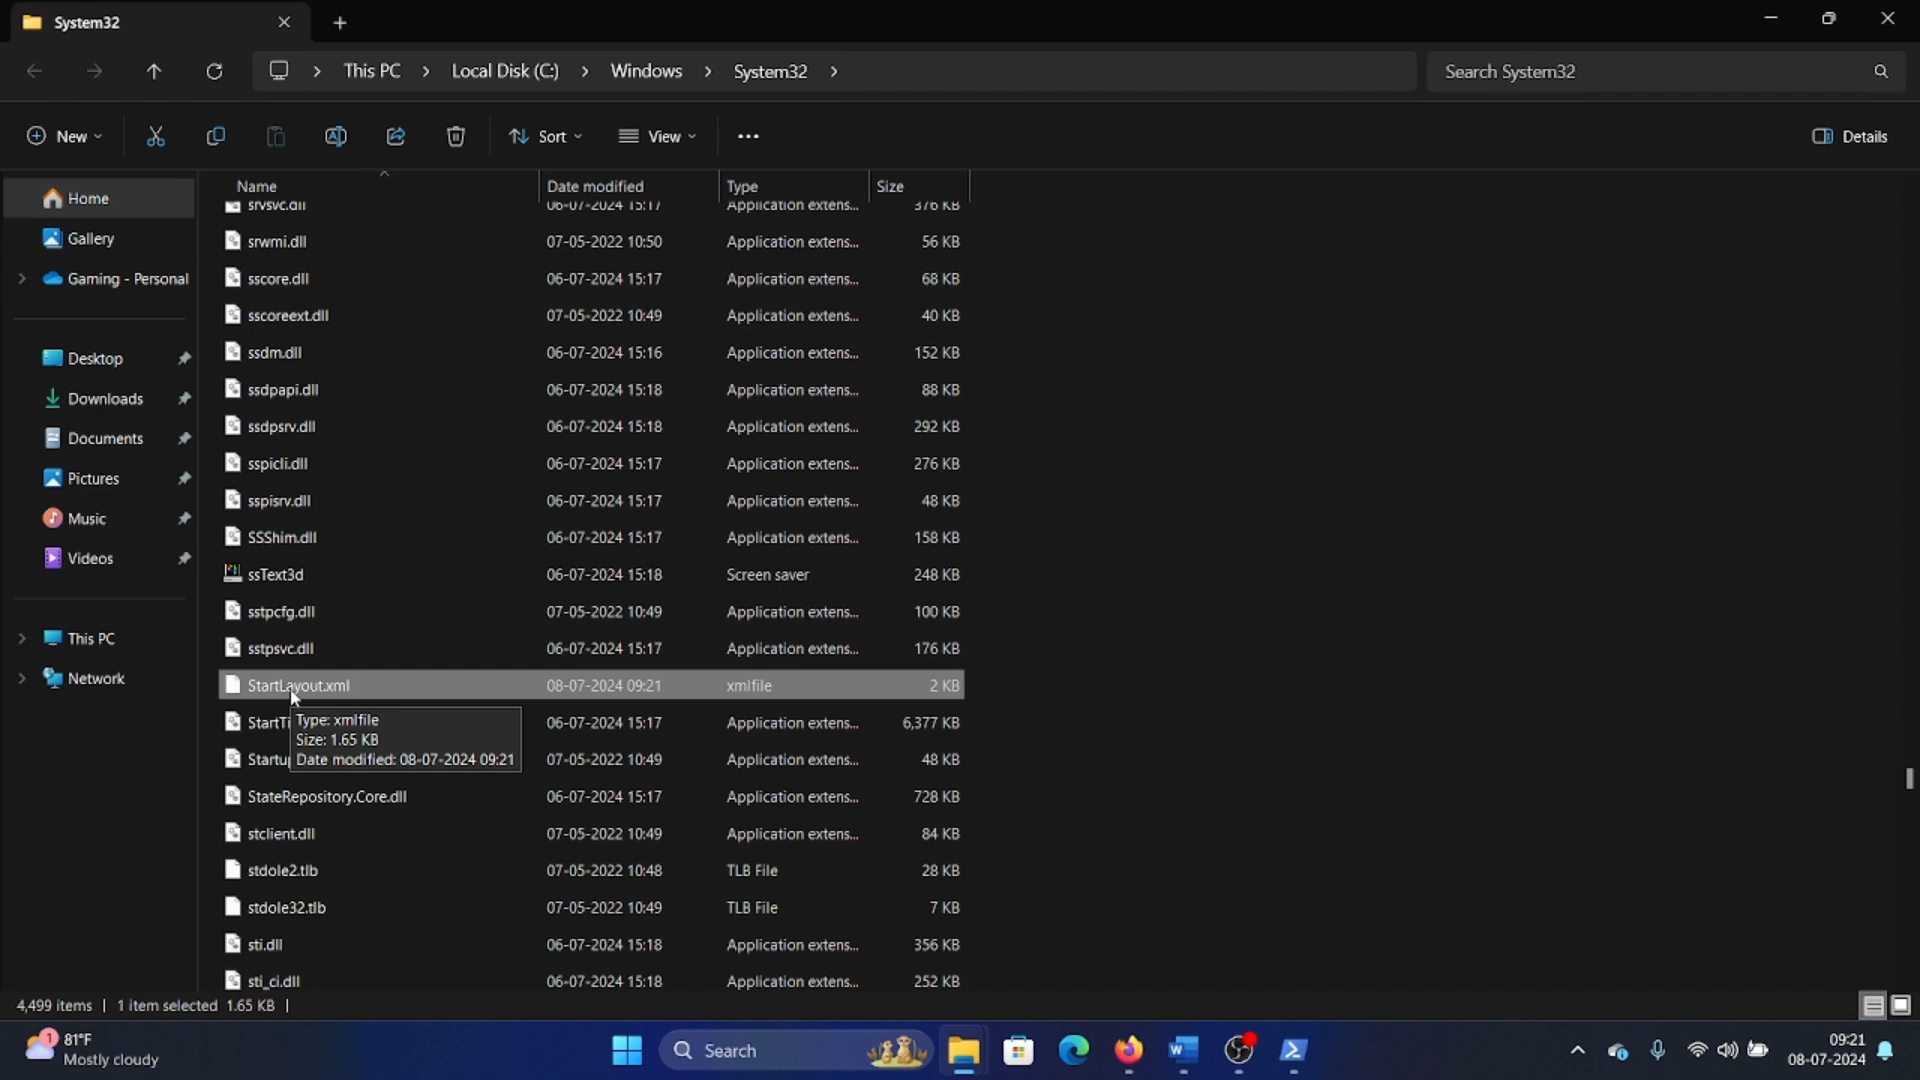 System32
This PC
Local Disk (C:)
Windows
System32
Search System32
New
Sort
View
Details
Home
Gallery
Gaming - Personal
Desktop
Downloads
Documents
Pictures
Music
Videos
This PC
Network
Name Date modified Type Size
srvsvc.dll 06-07-2024 15:17 Application extens... 376 KB
srwmi.dll 07-05-2022 10:50 Application extens... 56 KB
sscore.dll 06-07-2024 15:17 Application extens... 68 KB
sscoreext.dll 07-05-2022 10:49 Application extens... 40 KB
ssdm.dll 06-07-2024 15:16 Application extens... 152 KB
ssdpapi.dll 06-07-2024 15:18 Application extens... 88 KB
ssdpsrv.dll 06-07-2024 15:18 Application extens... 292 KB
sspicli.dll 06-07-2024 15:17 Application extens... 276 KB
sspisrv.dll 06-07-2024 15:17 Application extens... 48 KB
SSShim.dll 06-07-2024 15:17 Application extens... 158 KB
ssText3d 06-07-2024 15:18 Screen saver 248 KB
sstpcfg.dll 07-05-2022 10:49 Application extens... 100 KB
sstpsvc.dll 06-07-2024 15:17 Application extens... 176 KB
StartLayout.xml 08-07-2024 09:21 xmlfile 2 KB
StartTi 06-07-2024 15:17 Application extens... 6,377 KB
Startu 07-05-2022 10:49 Application extens... 48 KB
Type: xmlfile
Size: 1.65 KB
Date modified: 08-07-2024 09:21
StateRepository.Core.dll 06-07-2024 15:17 Application extens... 728 KB
stclient.dll 07-05-2022 10:49 Application extens... 84 KB
stdole2.tlb 07-05-2022 10:48 TLB File 28 KB
stdole32.tlb 07-05-2022 10:49 TLB File 7 KB
sti.dll 06-07-2024 15:18 Application extens... 356 KB
sti_ci.dll 06-07-2024 15:18 Application extens... 252 KB
4,499 items
1 item selected 1.65 KB
1
81°F
Mostly cloudy
Search
09:21
08-07-2024